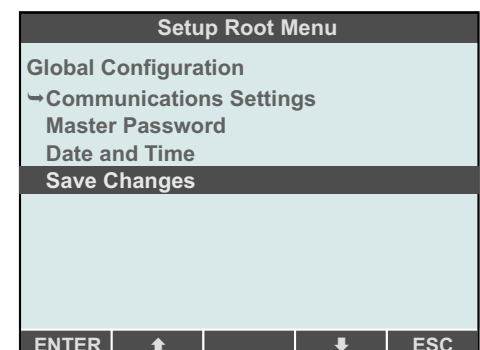 Setup Root Menu
Global Configuration
➥Communications Settings
Master Password
Date and Time
Save Changes
ENTER ⬆ ⬇ ESC